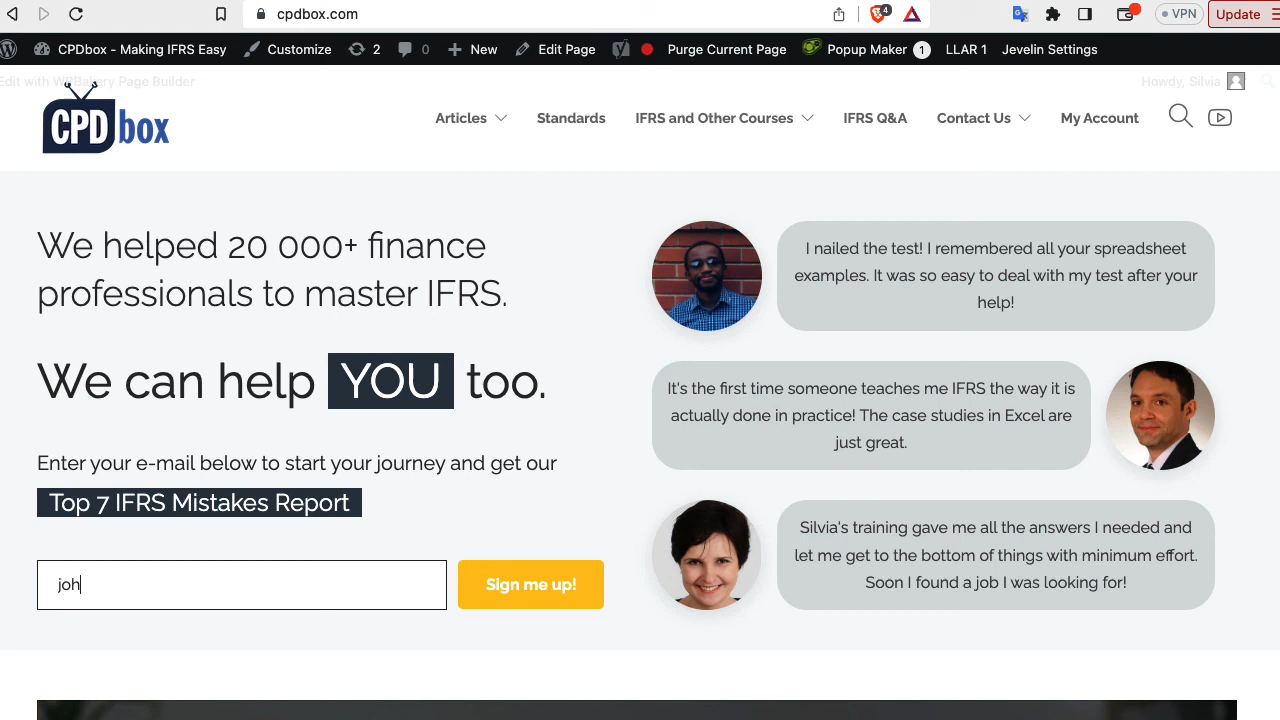 cpdbox.com
4
VPN
Update
CPDbox - Making IFRS Easy
Customize
2
0
New
Edit Page
Purge Current Page
Popup Maker 1
LLAR 1
Jevelin Settings
Edit with WPBakery Page Builder
Howdy, Silvia
CPD box
Articles
Standards
IFRS and Other Courses
IFRS Q&A
Contact Us
My Account
We helped 20 000+ finance
professionals to master IFRS.
We can help YOU too.
Enter your e-mail below to start your journey and get our
Top 7 IFRS Mistakes Report
joh
Sign me up!
I nailed the test! I remembered all your spreadsheet
examples. It was so easy to deal with my test after your
help!
It's the first time someone teaches me IFRS the way it is
actually done in practice! The case studies in Excel are
just great.
Silvia's training gave me all the answers I needed and
let me get to the bottom of things with minimum effort.
Soon I found a job I was looking for!